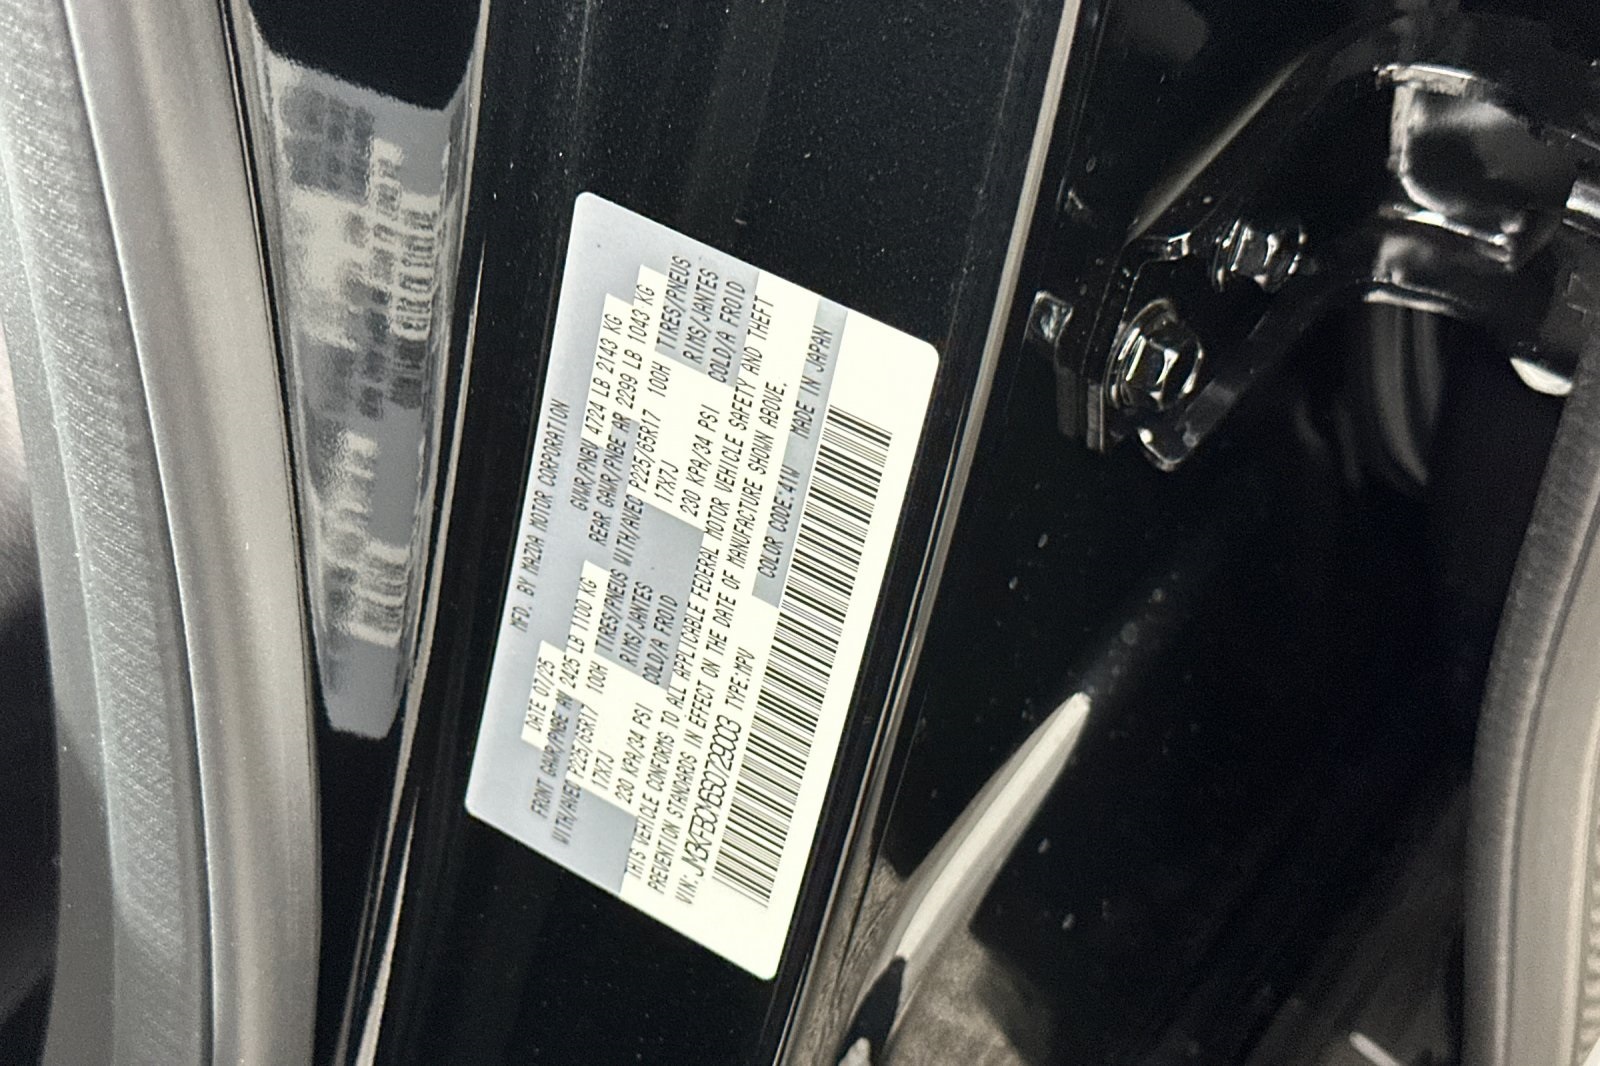 MFD. BY MAZDA MOTOR CORPORATION
DATE 07/25 GVWR/PNBV 4724 LB 2143 KG
FRONT GAWR/PNBE AV 2425 LB 1100 KG REAR GAWR/PNBE AR 2299 LB 1043 KG
WITH/AVEC P225/65R17 100H TIRES/PNEUS WITH/AVEC P225/65R17 100H TIRES/PNEUS
17X7J RIMS/JANTES 17X7J RIMS/JANTES
230 KPA/34 PSI COLD/A FROID 230 KPA/34 PSI COLD/A FROID
THIS VEHICLE CONFORMS TO ALL APPLICABLE FEDERAL MOTOR VEHICLE SAFETY AND THEFT
PREVENTION STANDARDS IN EFFECT ON THE DATE OF MANUFACTURE SHOWN ABOVE.
VIN: JM3KFBCM6S0729003 TYPE:MPV COLOR CODE:41W MADE IN JAPAN